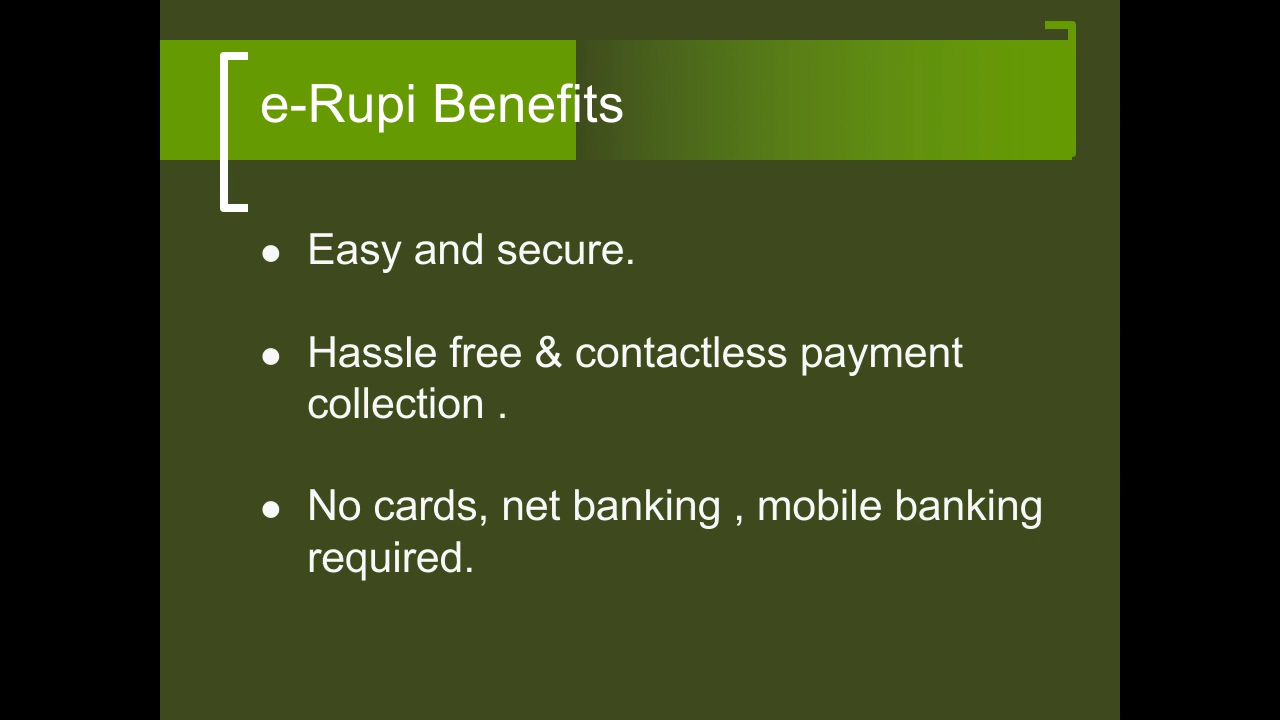 e-Rupi Benefits
● Easy and secure.
● Hassle free & contactless payment
collection .
● No cards, net banking , mobile banking
required.